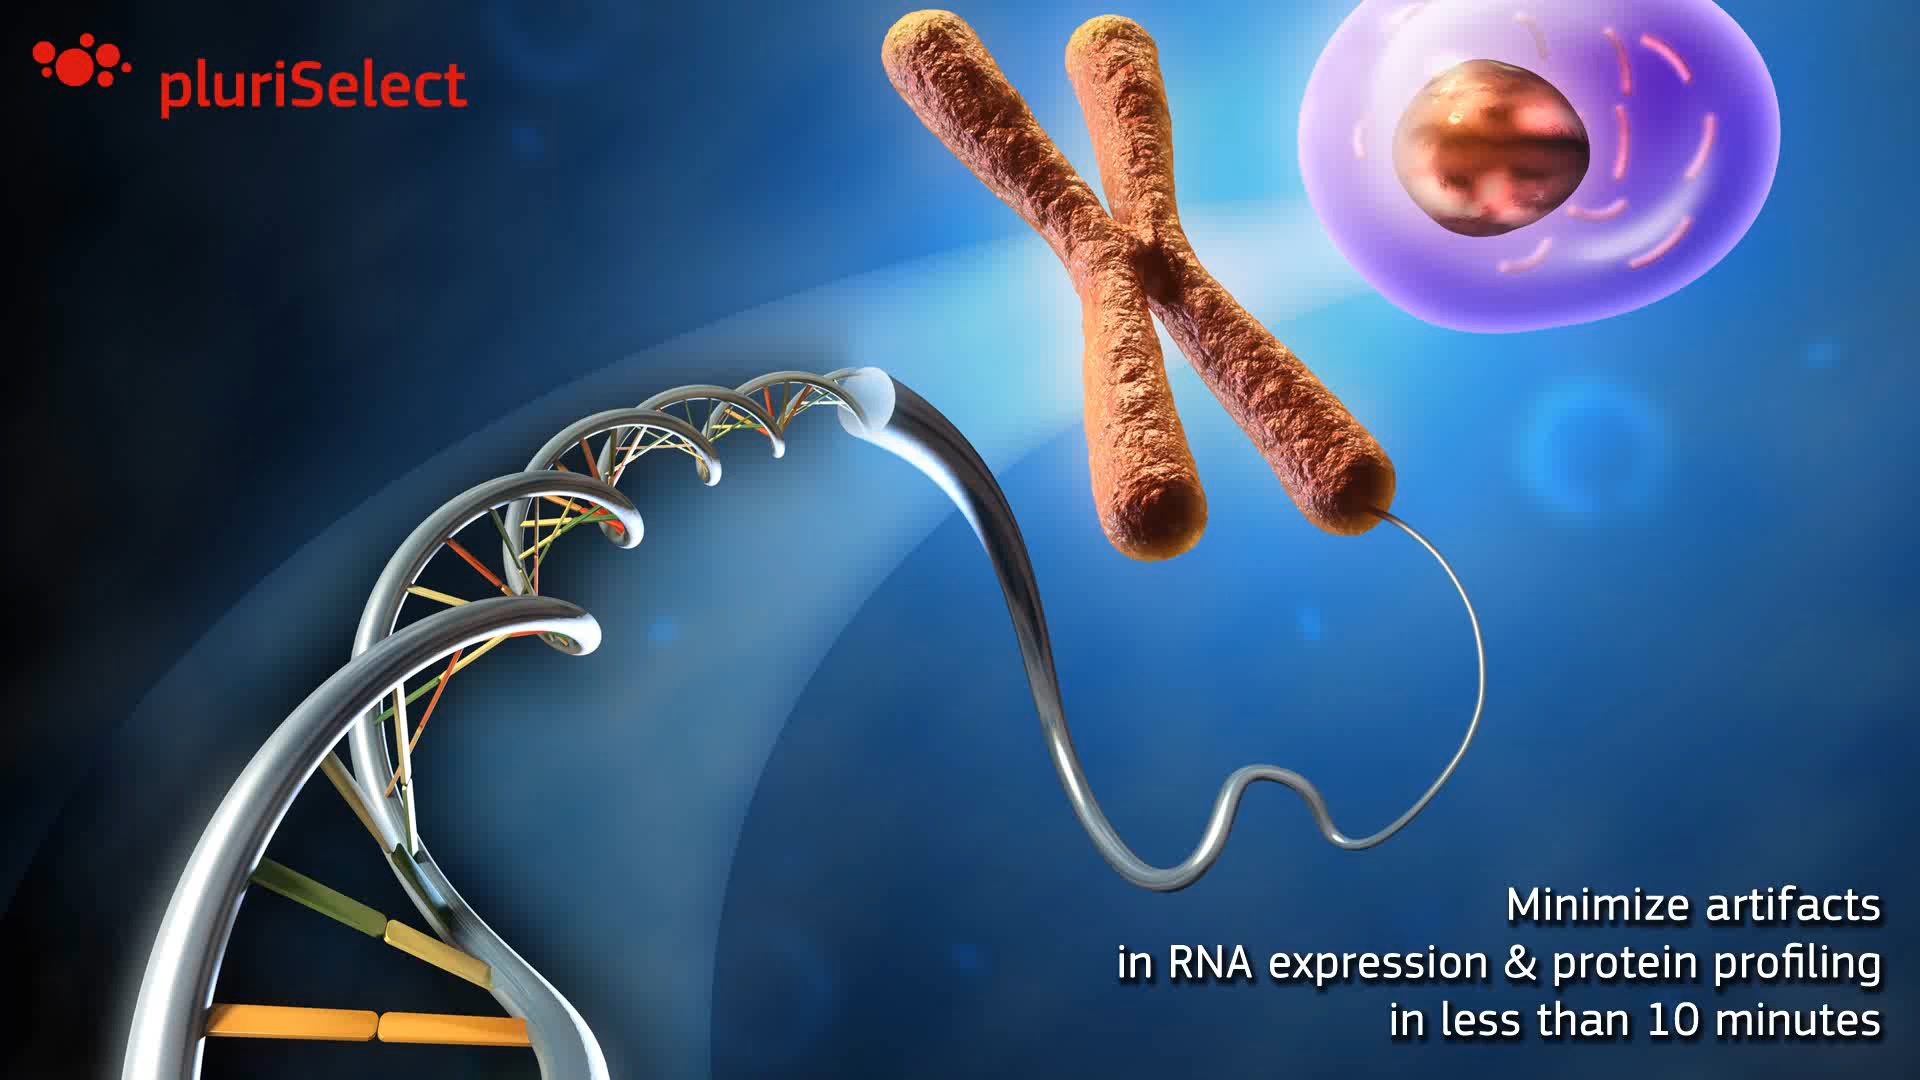 pluriSelect
Minimize artifacts
in RNA expression & protein profiling
in less than 10 minutes